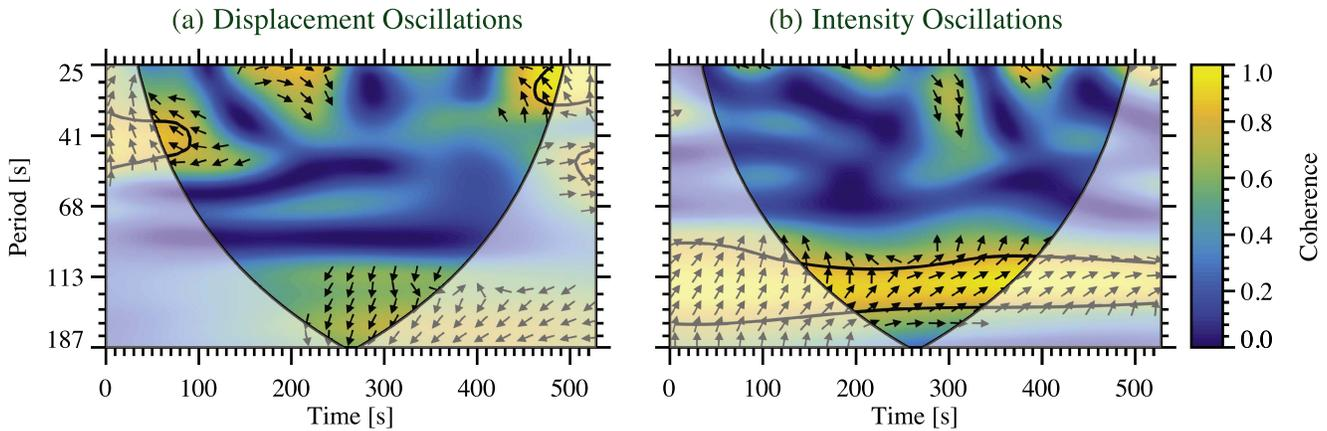 (a) Displacement Oscillations
(b) Intensity Oscillations
Period [s]
25
41
68
113
187
0 100 200 300 400 500
Time [s]
0 100 200 300 400 500
Time [s]
1.0
0.8
0.6
0.4
0.2
0.0
Coherence